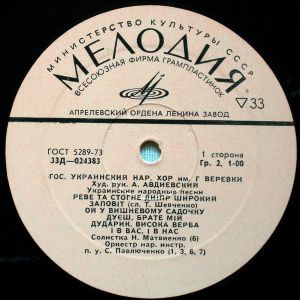 МИНИСТЕРСТВО КУЛЬТУРЫ СССР
МЕЛОДИЯ
ВСЕСОЮЗНАЯ ФИРМА ГРАМПЛАСТИНОК
▽33
АПРЕЛЕВСКИЙ ОРДЕНА ЛЕНИНА ЗАВОД
ГОСТ 5289-73
33Д—024383
1 сторона
Гр. 2, 1-00
ГОС. УКРАИНСКИЙ НАР. ХОР им. Г ВЕРЕВКИ
Худ. рук. А. АВДИЕВСКИЙ
Украинские народные песни
РЕВЕ ТА СТОГНЕ ДНІПР ШИРОКИЙ
ЗАПОВІТ (сл. Т. Шевченко)
ОЙ У ВИШНЕВОМУ САДОЧКУ
ДУЄШ, БРАТЕ МІЙ
ДУДАРИК, ВИСОКА ВЕРБА
І В ВАС, І В НАС
Солистка Н. Матвиенко (6)
Оркестр нар. инстр.
п. у. С. Павлюченко (1, 3, 6, 7)